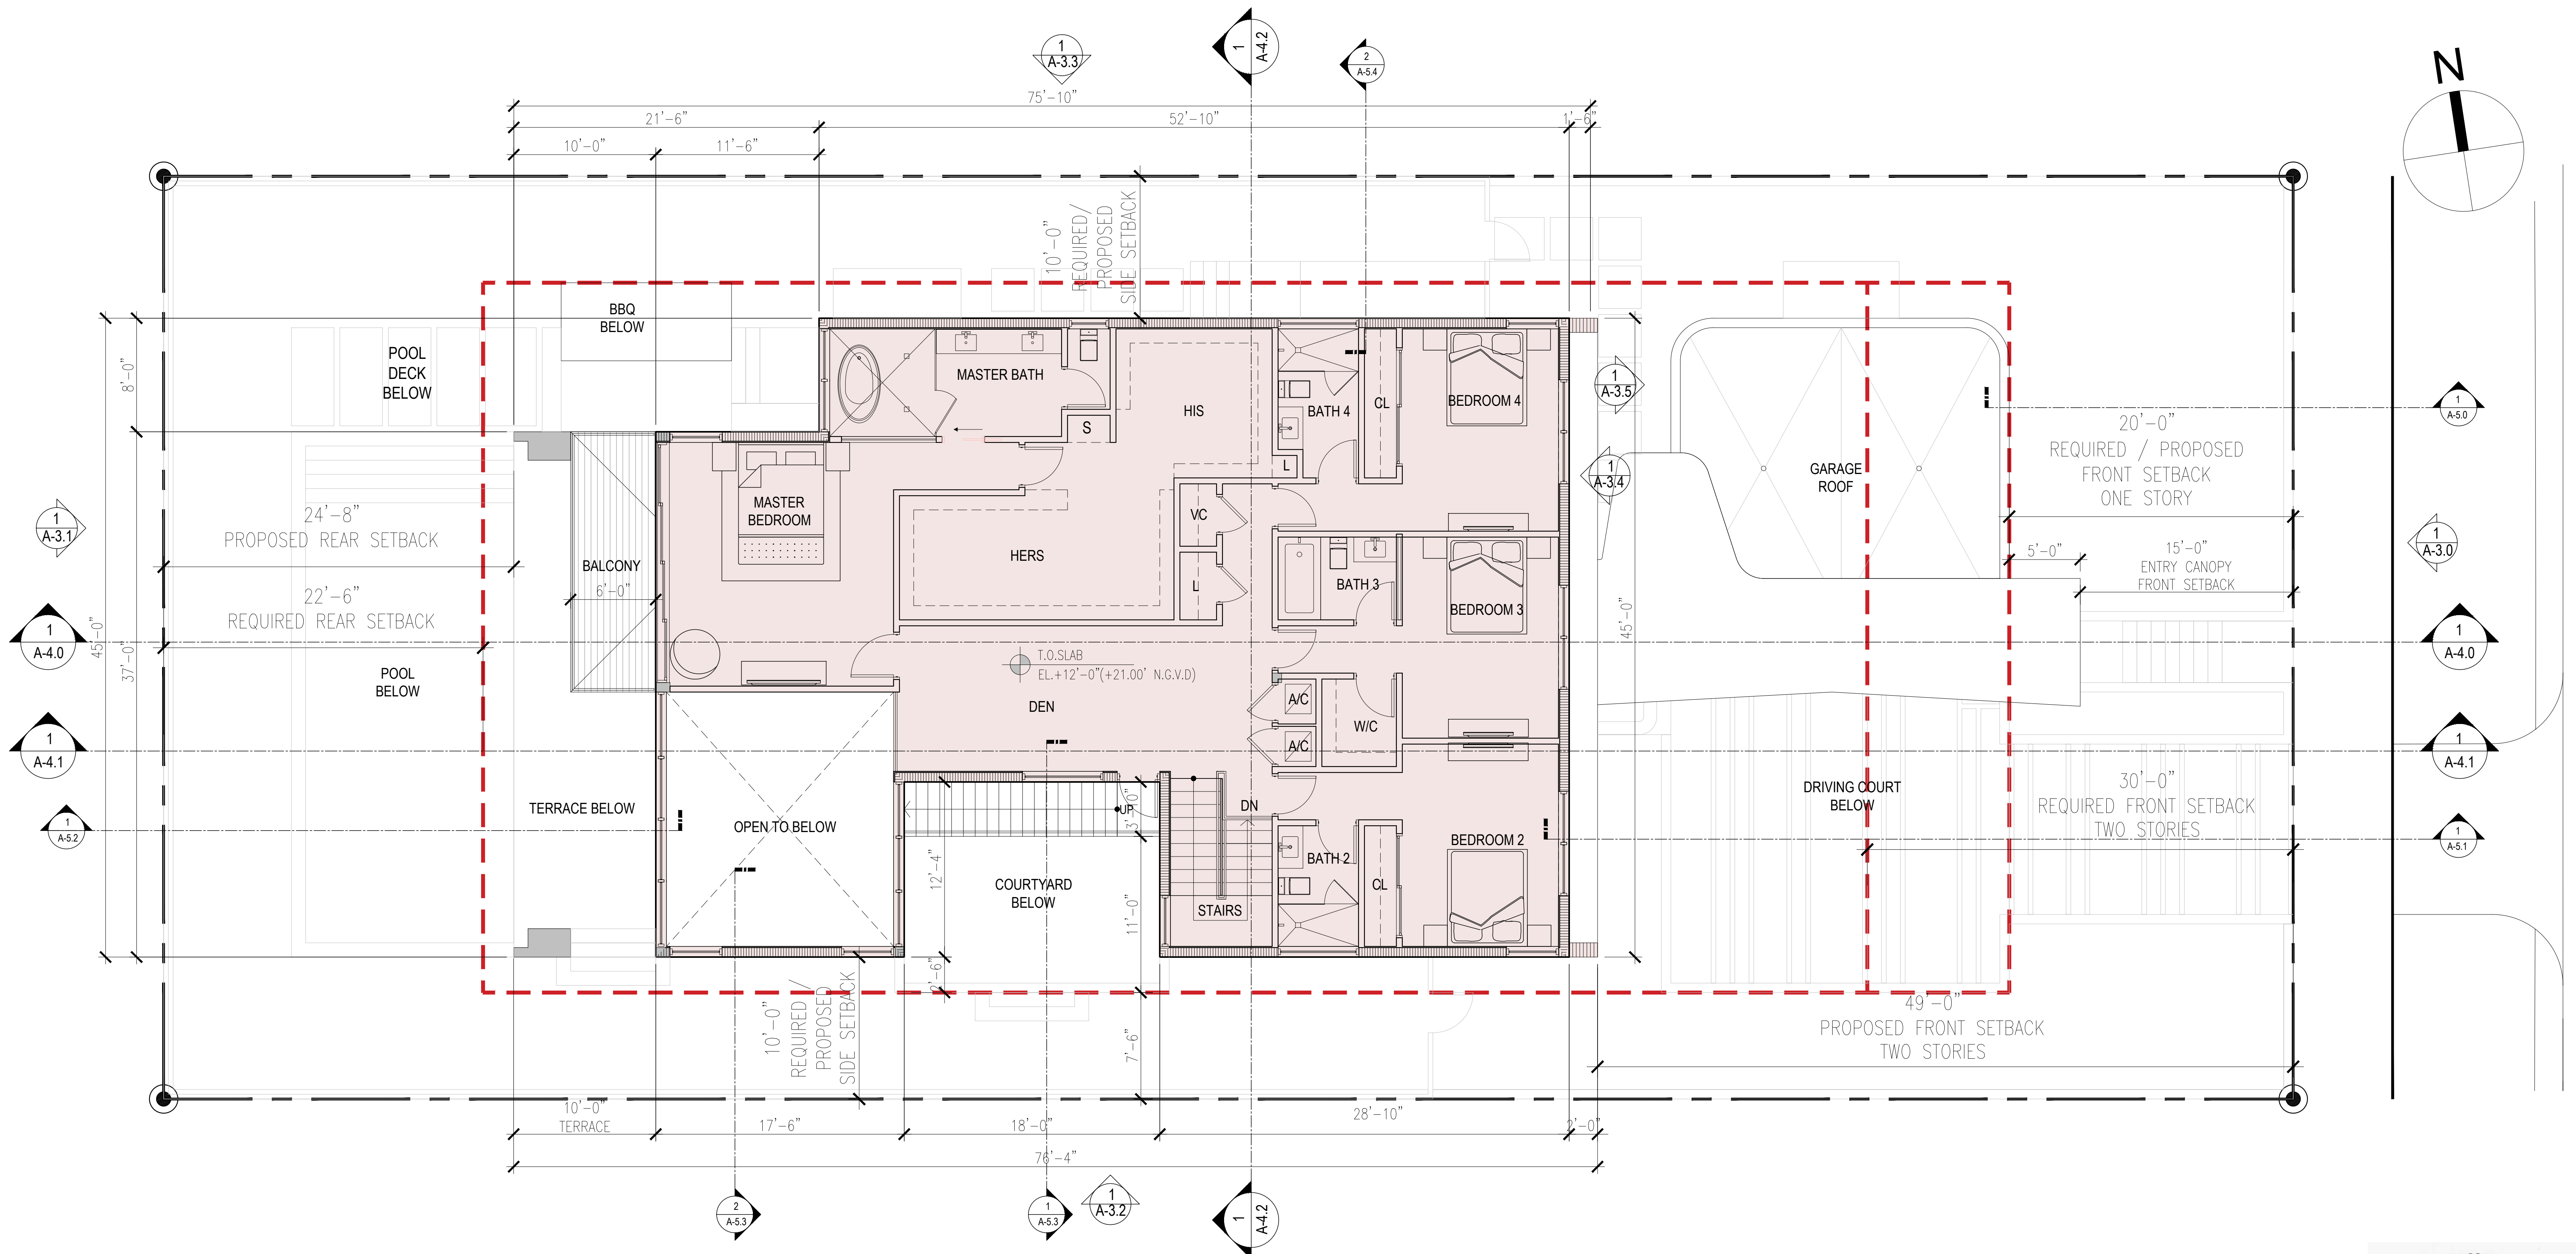 N
1
A-3.3
1
A-4.2
2
A-5.4
75'-10"
21'-6"
52'-10"
1'-6"
10'-0"
11'-6"
10'-0"
REQUIRED/
PROPOSED
SIDE SETBACK
BBQ
BELOW
POOL
DECK
BELOW
8'-0"
45'-0"
37'-0"
MASTER BATH
S
HIS
L
BATH 4
CL
BEDROOM 4
1
A-3.5
1
A-3.4
GARAGE
ROOF
20'-0"
REQUIRED / PROPOSED
FRONT SETBACK
ONE STORY
1
A-5.0
1
A-3.1
24'-8"
PROPOSED REAR SETBACK
22'-6"
REQUIRED REAR SETBACK
BALCONY
6'-0"
MASTER
BEDROOM
HERS
V/C
L
BATH 3
BEDROOM 3
5'-0"
15'-0"
ENTRY CANOPY
FRONT SETBACK
1
A-3.0
45'-0"
1
A-4.0
1
A-4.0
POOL
BELOW
T.O.SLAB
EL.+12'-0"(+21.00' N.G.V.D)
DEN
A/C
A/C
W/C
1
A-4.1
1
A-4.1
TERRACE BELOW
OPEN TO BELOW
UP
3'-10"
DN
DRIVING COURT
BELOW
30'-0"
REQUIRED FRONT SETBACK
TWO STORIES
1
A-5.2
1
A-5.1
12'-4"
COURTYARD
BELOW
11'-0"
STAIRS
BATH 2
CL
BEDROOM 2
2'-6"
7'-6"
10'-0"
REQUIRED /
PROPOSED
SIDE SETBACK
49'-0"
PROPOSED FRONT SETBACK
TWO STORIES
10'-0"
TERRACE
17'-6"
18'-0"
28'-10"
2'-0"
76'-4"
2
A-5.3
1
A-5.3
1
A-3.2
1
A-4.2